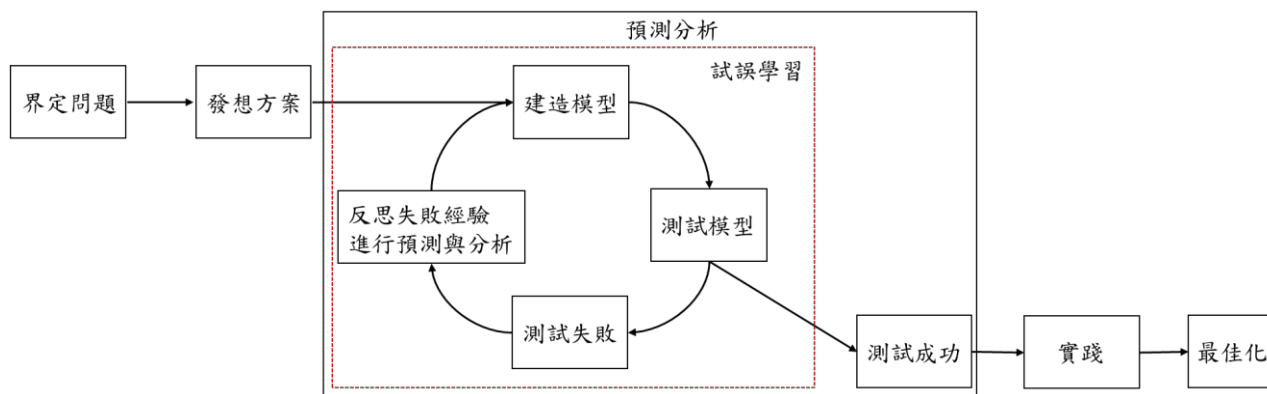 預測分析
試誤學習
界定問題
發想方案
建造模型
反思失敗經驗
進行預測與分析
測試模型
測試失敗
測試成功
實踐
最佳化